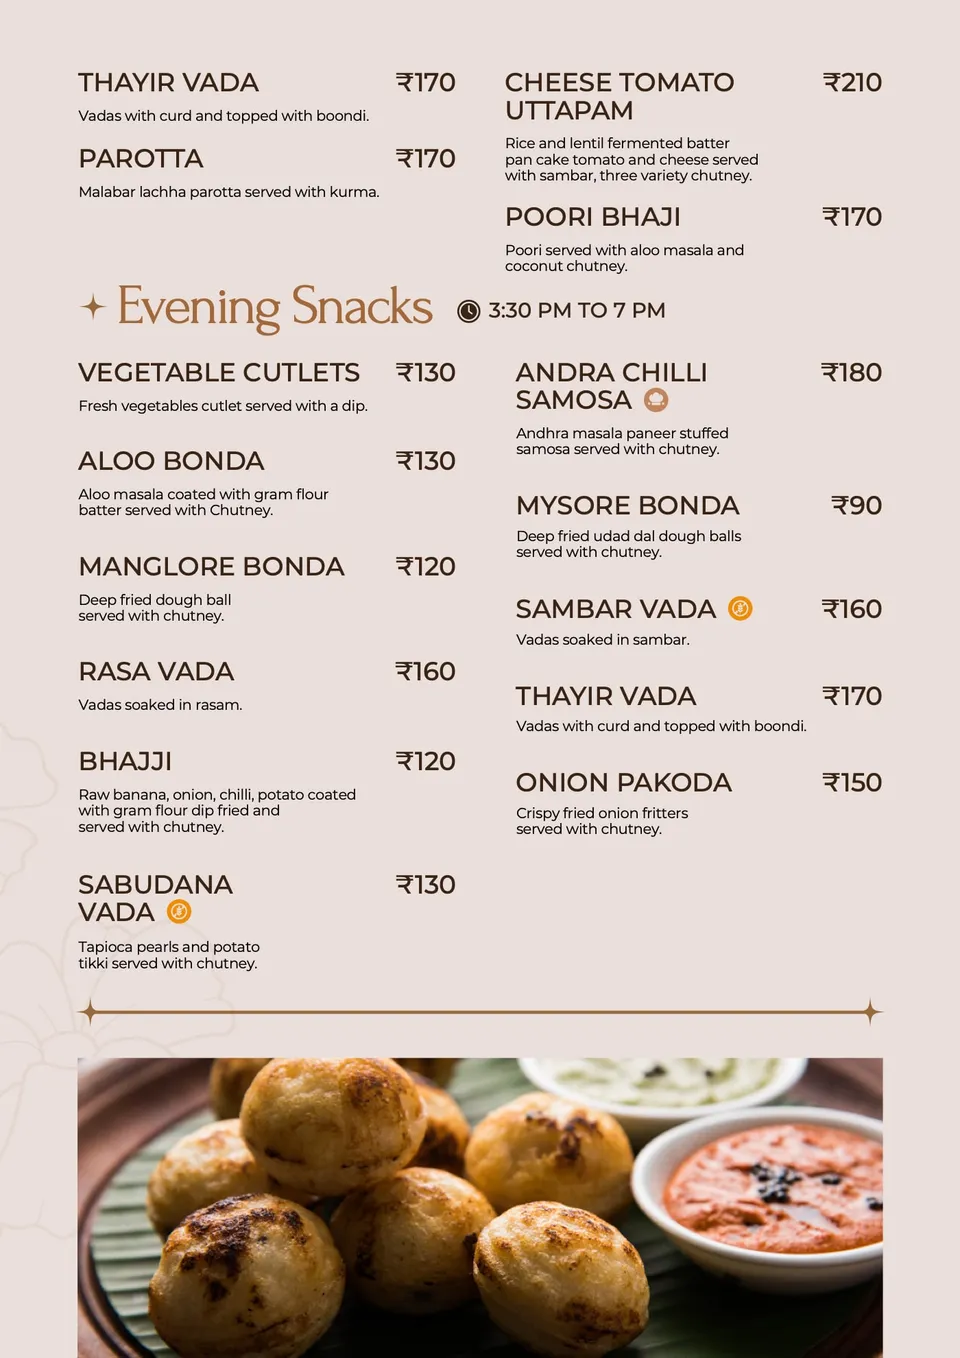 THAYIR VADA ₹170
Vadas with curd and topped with boondi.
PAROTTA ₹170
Malabar lachha parotta served with kurma.
CHEESE TOMATO ₹210
UTTAPAM
Rice and lentil fermented batter
pan cake tomato and cheese served
with sambar, three variety chutney.
POORI BHAJI ₹170
Poori served with aloo masala and
coconut chutney.
Evening Snacks 3:30 PM TO 7 PM
VEGETABLE CUTLETS ₹130
Fresh vegetables cutlet served with a dip.
ALOO BONDA ₹130
Aloo masala coated with gram flour
batter served with Chutney.
MANGLORE BONDA ₹120
Deep fried dough ball
served with chutney.
RASA VADA ₹160
Vadas soaked in rasam.
BHAJJI ₹120
Raw banana, onion, chilli, potato coated
with gram flour dip fried and
served with chutney.
SABUDANA ₹130
VADA
Tapioca pearls and potato
tikki served with chutney.
ANDRA CHILLI ₹180
SAMOSA
Andhra masala paneer stuffed
samosa served with chutney.
MYSORE BONDA ₹90
Deep fried udad dal dough balls
served with chutney.
SAMBAR VADA ₹160
Vadas soaked in sambar.
THAYIR VADA ₹170
Vadas with curd and topped with boondi.
ONION PAKODA ₹150
Crispy fried onion fritters
served with chutney.